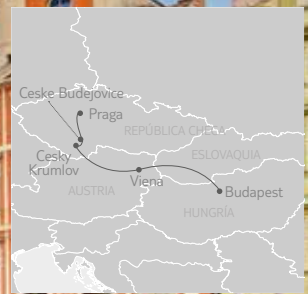 Ceske Budejovice
Praga
REPÚBLICA CHECA
Cesky
Krumlov
ESLOVAQUIA
Viena
AUSTRIA
Budapest
HUNGRÍA